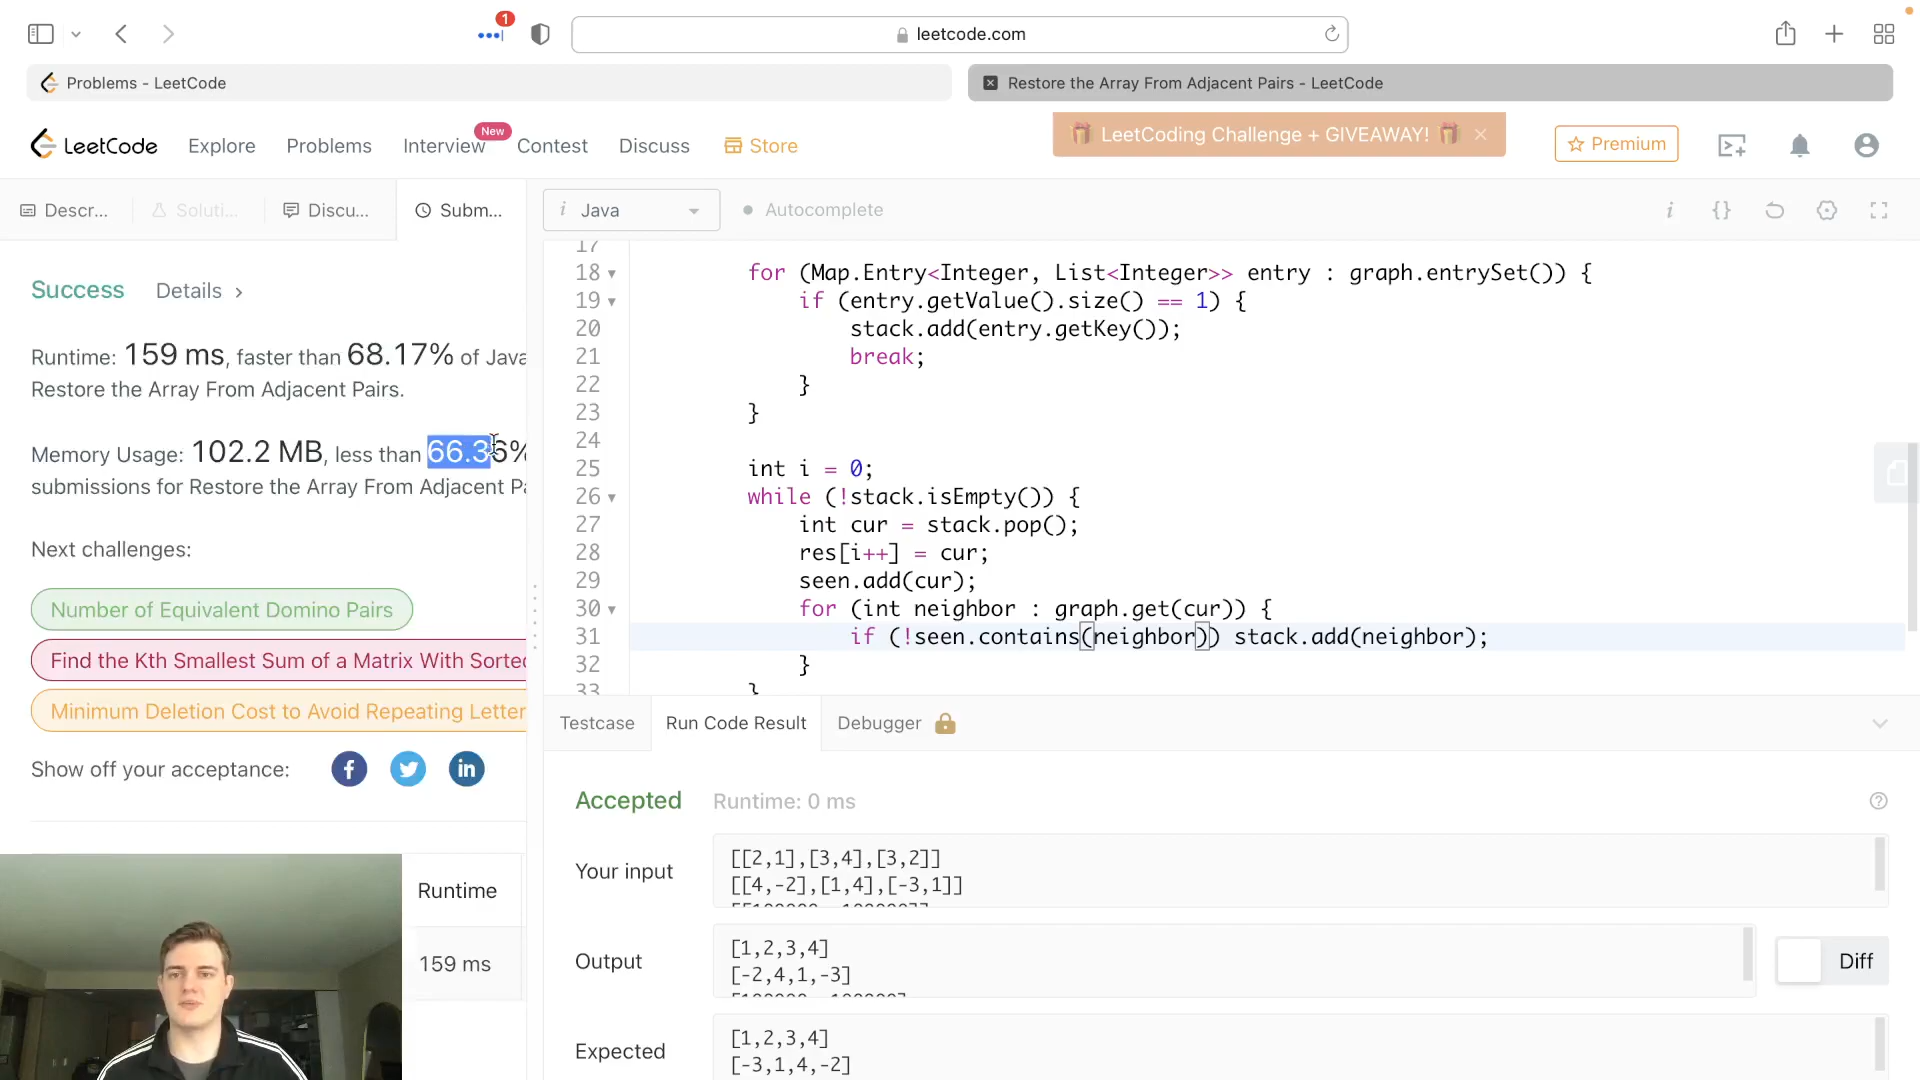 1
leetcode.com
Problems - LeetCode
Restore the Array From Adjacent Pairs - LeetCode
LeetCode Explore Problems Interview New Contest Discuss Store
LeetCoding Challenge + GIVEAWAY!
Premium
Descr...
Soluti...
Discu...
Subm...
i Java
Autocomplete
i {}
Success Details >
Runtime: 159 ms, faster than 68.17% of Java
Restore the Array From Adjacent Pairs.
Memory Usage: 102.2 MB, less than 66.36%
submissions for Restore the Array From Adjacent Pa
Next challenges:
Number of Equivalent Domino Pairs
Find the Kth Smallest Sum of a Matrix With Sorted
Minimum Deletion Cost to Avoid Repeating Letter
Show off your acceptance:
Runtime
159 ms
17
18 for (Map.Entry<Integer, List<Integer>> entry : graph.entrySet()) {
19 if (entry.getValue().size() == 1) {
20 stack.add(entry.getKey());
21 break;
22 }
23 }
24
25 int i = 0;
26 while (!stack.isEmpty()) {
27 int cur = stack.pop();
28 res[i++] = cur;
29 seen.add(cur);
30 for (int neighbor : graph.get(cur)) {
31 if (!seen.contains(neighbor)) stack.add(neighbor);
32 }
33 }
Testcase Run Code Result Debugger
Accepted Runtime: 0 ms
Your input
[[2,1],[3,4],[3,2]]
[[4,-2],[1,4],[-3,1]]
Output
[1,2,3,4]
[-2,4,1,-3]
Diff
Expected
[1,2,3,4]
[-3,1,4,-2]